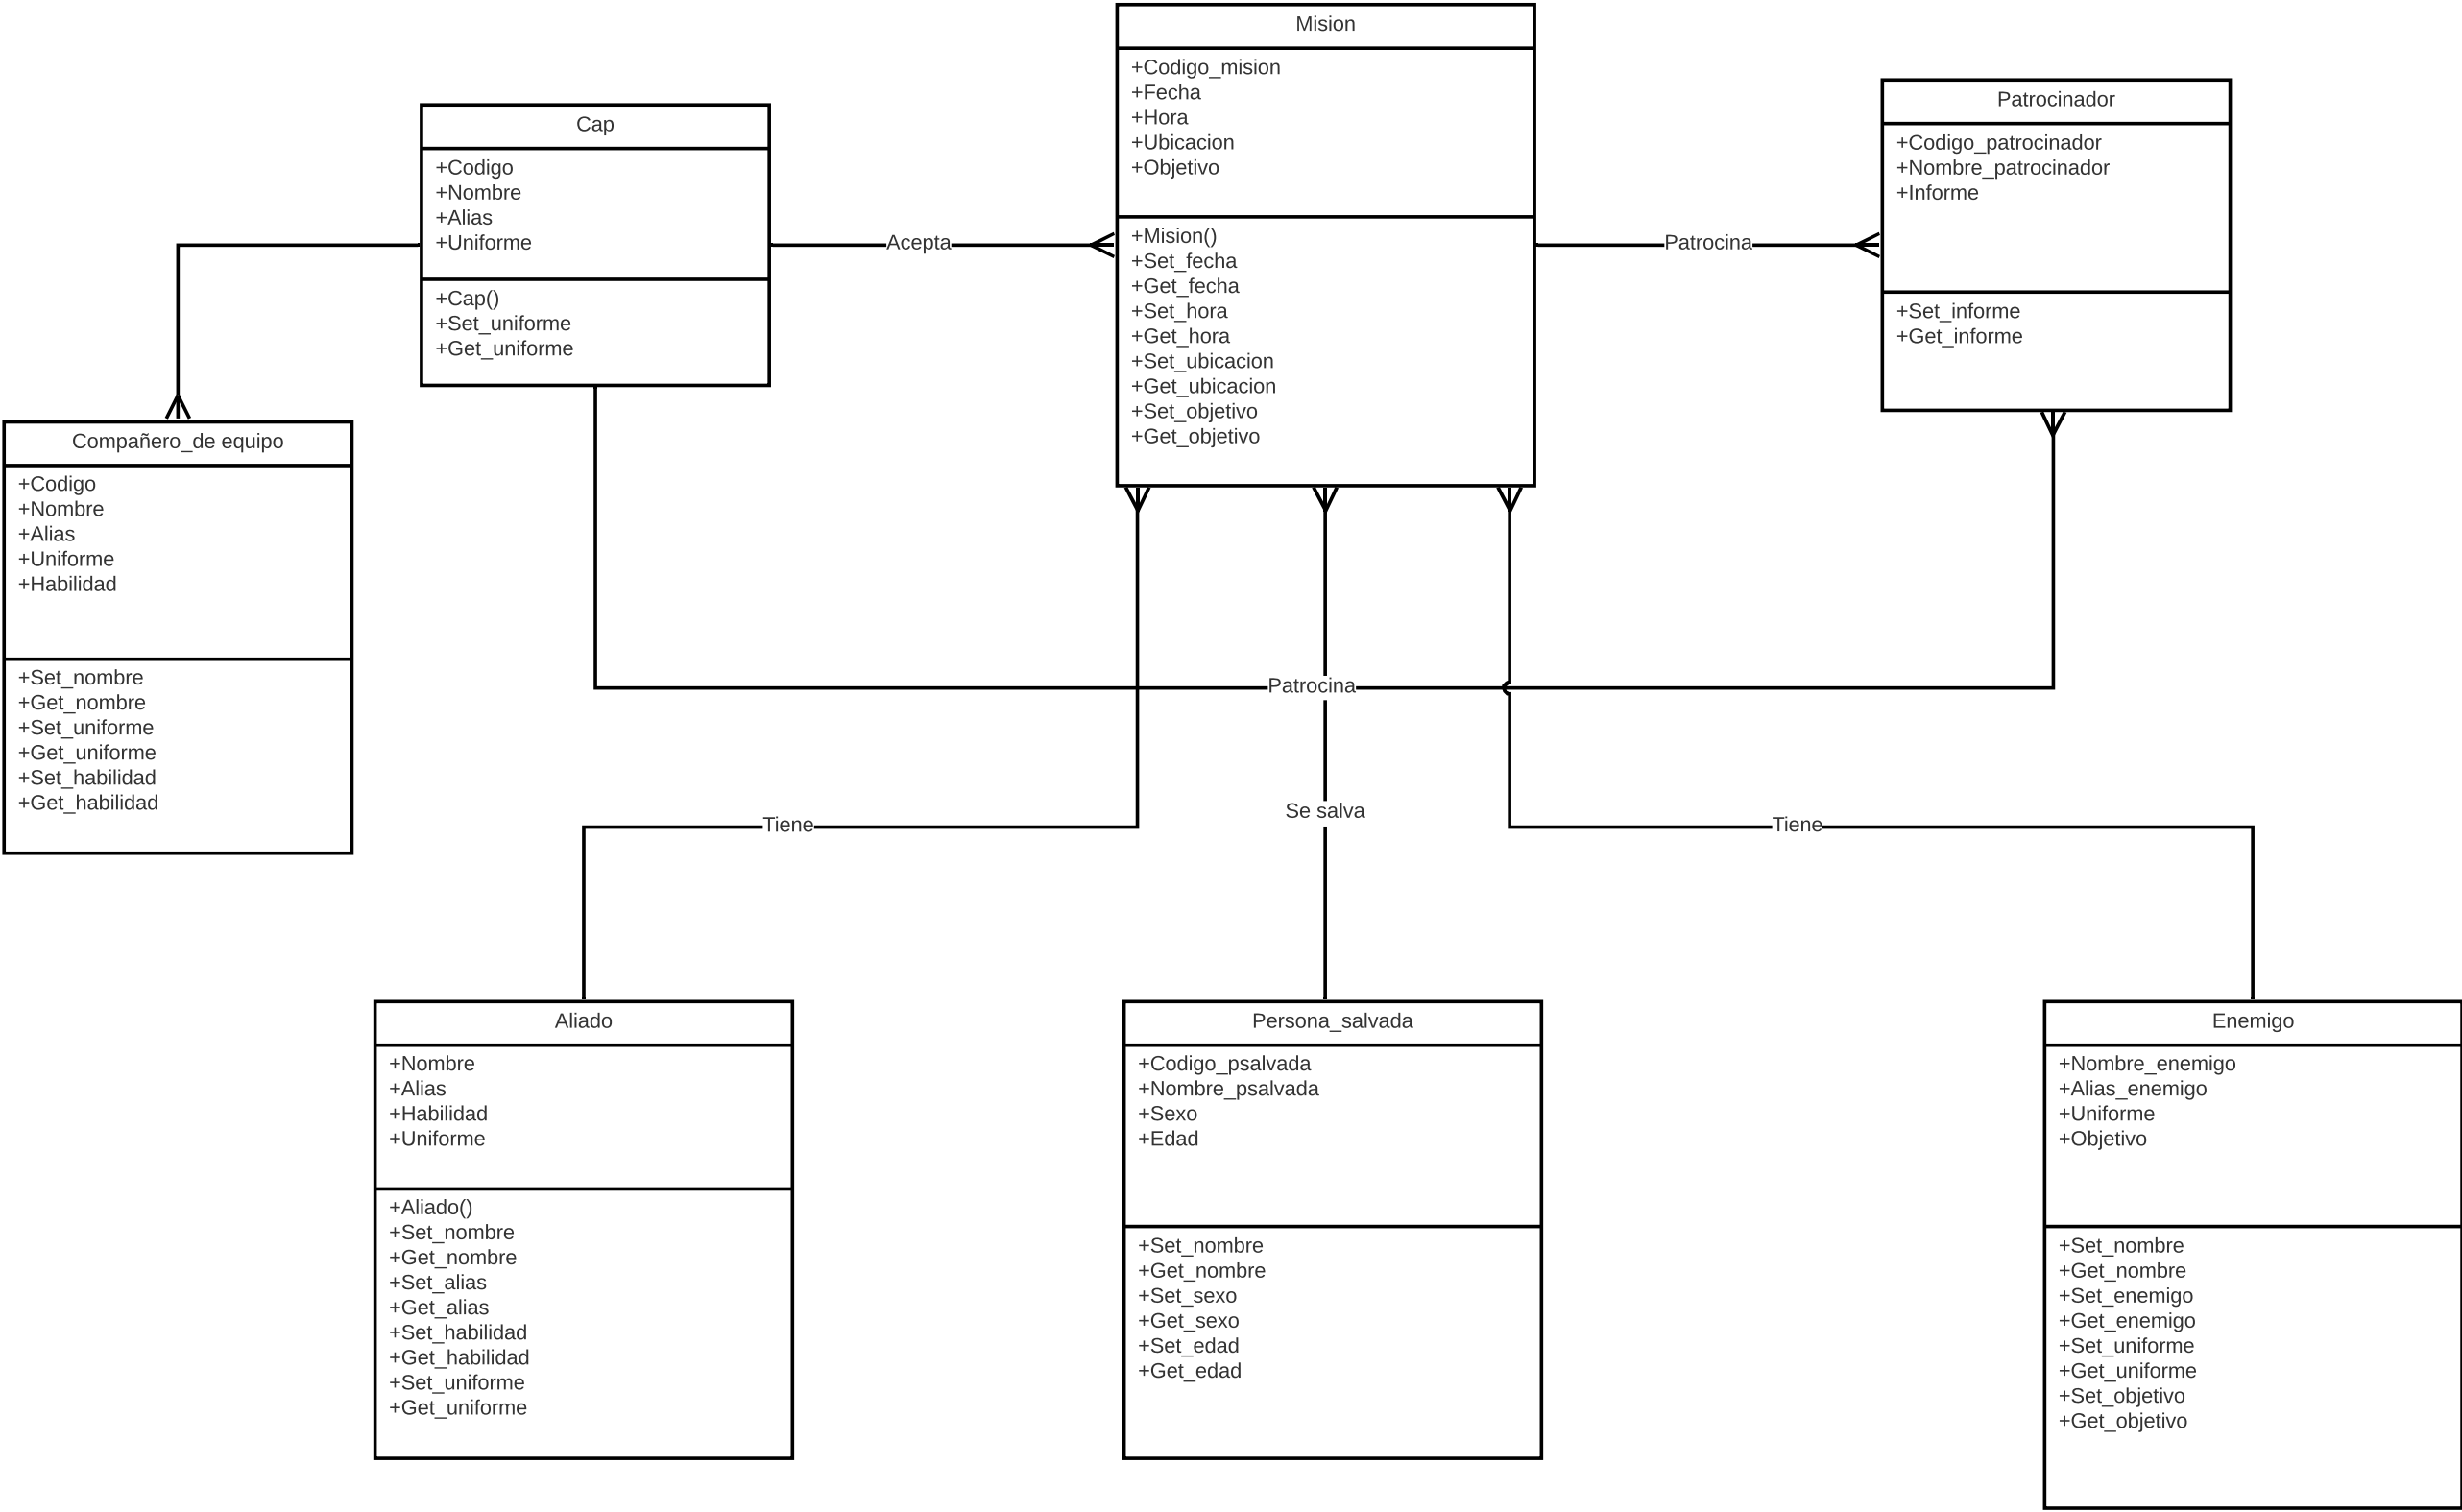 Mision
+Codigo_mision
+Fecha
+Hora
+Ubicacion
+Objetivo
+Mision()
+Set_fecha
+Get_fecha
+Set_hora
+Get_hora
+Set_ubicacion
+Get_ubicacion
+Set_objetivo
+Get_objetivo
Patrocinador
+Codigo_patrocinador
+Nombre_patrocinador
+Informe
+Set_informe
+Get_informe
Cap
+Codigo
+Nombre
+Alias
+Uniforme
+Cap()
+Set_uniforme
+Get_uniforme
Acepta
Patrocina
Compañero_de equipo
+Codigo
+Nombre
+Alias
+Uniforme
+Habilidad
+Set_nombre
+Get_nombre
+Set_uniforme
+Get_uniforme
+Set_habilidad
+Get_habilidad
Patrocina
Se salva
Tiene
Tiene
Aliado
+Nombre
+Alias
+Habilidad
+Uniforme
+Aliado()
+Set_nombre
+Get_nombre
+Set_alias
+Get_alias
+Set_habilidad
+Get_habilidad
+Set_uniforme
+Get_uniforme
Persona_salvada
+Codigo_psalvada
+Nombre_psalvada
+Sexo
+Edad
+Set_nombre
+Get_nombre
+Set_sexo
+Get_sexo
+Set_edad
+Get_edad
Enemigo
+Nombre_enemigo
+Alias_enemigo
+Uniforme
+Objetivo
+Set_nombre
+Get_nombre
+Set_enemigo
+Get_enemigo
+Set_uniforme
+Get_uniforme
+Set_objetivo
+Get_objetivo